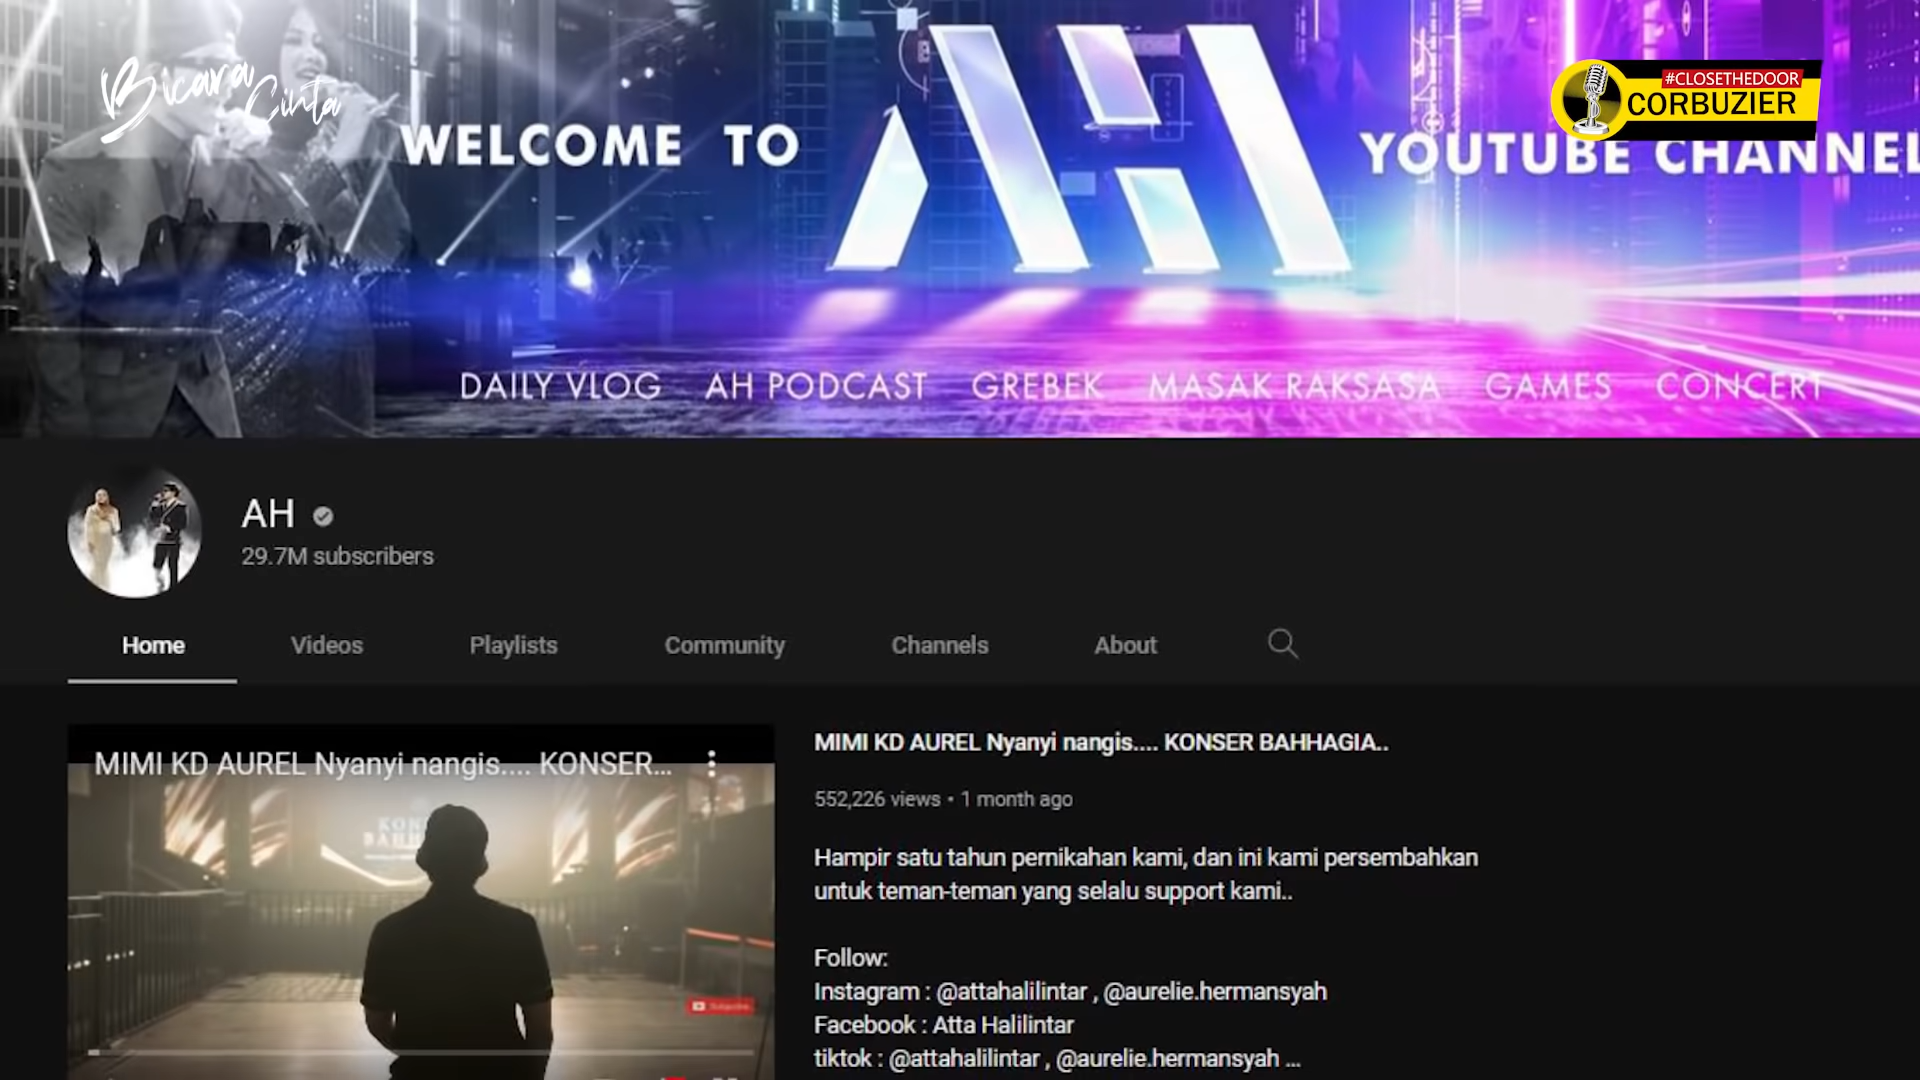 Bicara
Cinta
#CLOSETHEDOOR
CORBUZIER
WELCOME TO
AH
YOUTUBE CHANNEL
DAILY VLOG AH PODCAST GREBEK MASAK RAKSASA GAMES CONCERT
AH
29.7M subscribers
Home Videos Playlists Community Channels About
MIMI KD AUREL Nyanyi nangis.... KONSER...
MIMI KD AUREL Nyanyi nangis.... KONSER BAHHAGIA..
552,226 views • 1 month ago
Hampir satu tahun pernikahan kami, dan ini kami persembahkan
untuk teman-teman yang selalu support kami..
Follow:
Instagram : @attahalilintar , @aurelie.hermansyah
Facebook : Atta Halilintar
tiktok : @attahalilintar , @aurelie.hermansyah ...